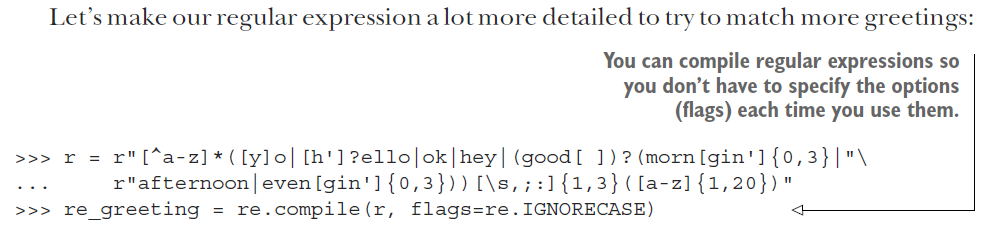 Let’s make our regular expression a lot more detailed to try to match more greetings:
You can compile regular expressions so
you don’t have to specify the options
(flags) each time you use them.
>>> r = r"[^a-z]*([y]o|[h']?ello|ok|hey|(good[ ])?(morn[gin']{0,3}|"\
... r"afternoon|even[gin']{0,3}))[\s,;:]{1,3}([a-z]{1,20})"
>>> re_greeting = re.compile(r, flags=re.IGNORECASE)